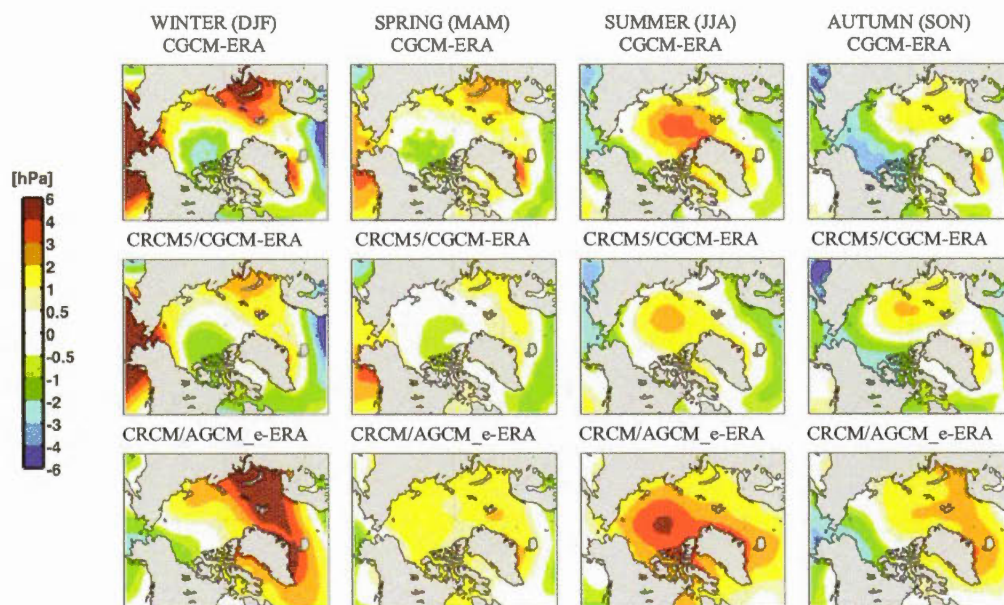 WINTER (DJF) SPRING (MAM) SUMMER (JJA) AUTUMN (SON)
CGCM-ERA CGCM-ERA CGCM-ERA CGCM-ERA
[hPa]
6
4
3
2
1
0.5
0
-0.5
-1
-2
-3
-4
-6
CRCM5/CGCM-ERA CRCM5/CGCM-ERA CRCM5/CGCM-ERA CRCM5/CGCM-ERA
CRCM/AGCM_e-ERA CRCM/AGCM_e-ERA CRCM/AGCM_e-ERA CRCM/AGCM_e-ERA